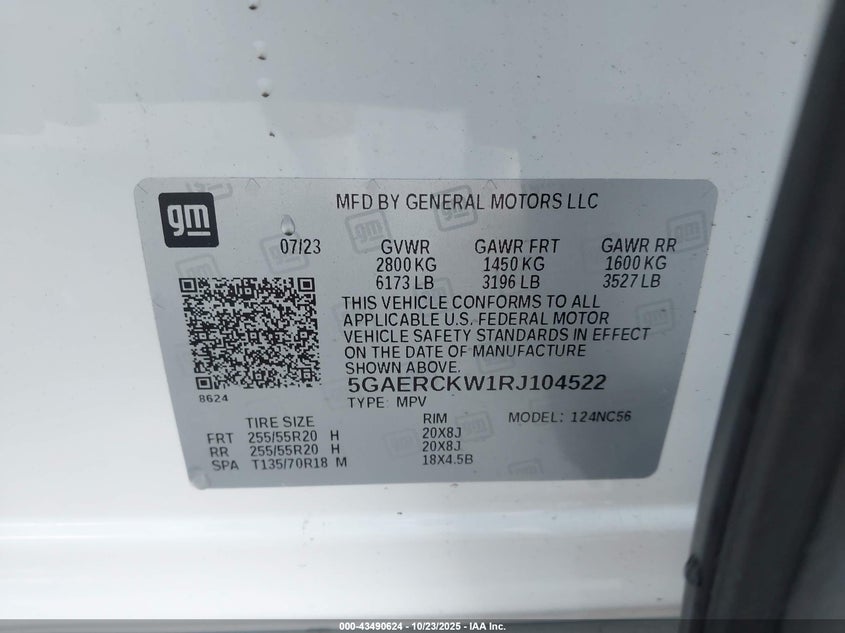 gm
MFD BY GENERAL MOTORS LLC
07/23 GVWR GAWR FRT GAWR RR
2800 KG 1450 KG 1600 KG
6173 LB 3196 LB 3527 LB
THIS VEHICLE CONFORMS TO ALL
APPLICABLE U.S. FEDERAL MOTOR
VEHICLE SAFETY STANDARDS IN EFFECT
ON THE DATE OF MANUFACTURE
SHOWN ABOVE.
5GAERCKW1RJ104522
8624
TYPE: MPV
TIRE SIZE RIM MODEL: 124NC56
FRT 255/55R20 H 20X8J
RR 255/55R20 H 20X8J
SPA T135/70R18 M 18X4.5B
000-43490624 - 10/23/2025 - IAA Inc.